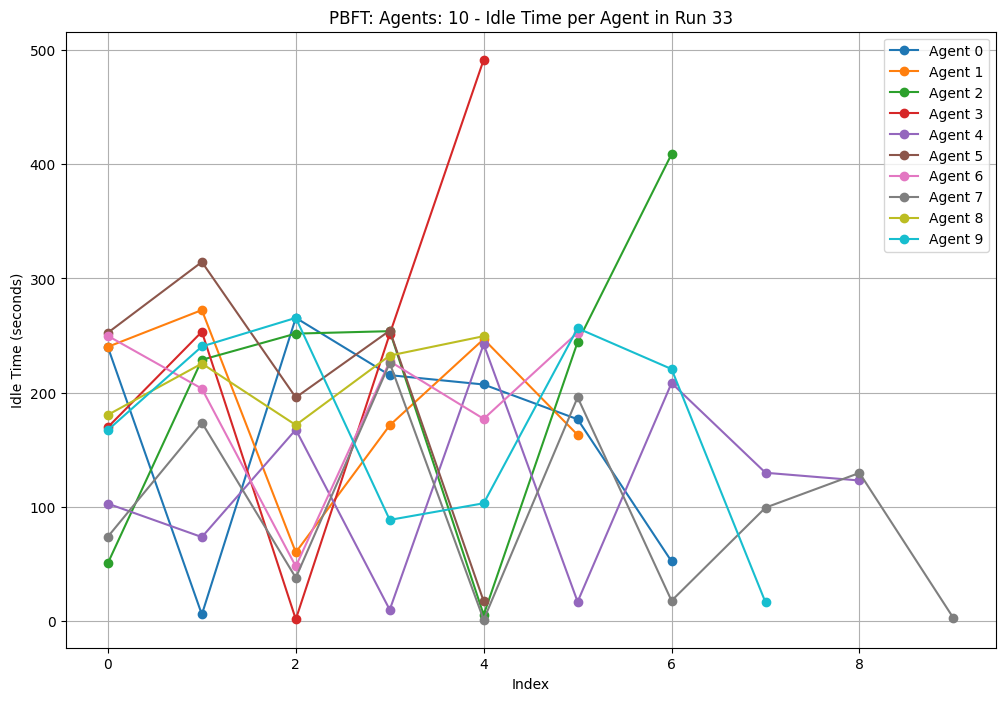 PBFT: Agents: 10 - Idle Time per Agent in Run 33
500
400
300
200
100
0
Idle Time (seconds)
0
2
4
6
8
Index
Agent 0
Agent 1
Agent 2
Agent 3
Agent 4
Agent 5
Agent 6
Agent 7
Agent 8
Agent 9